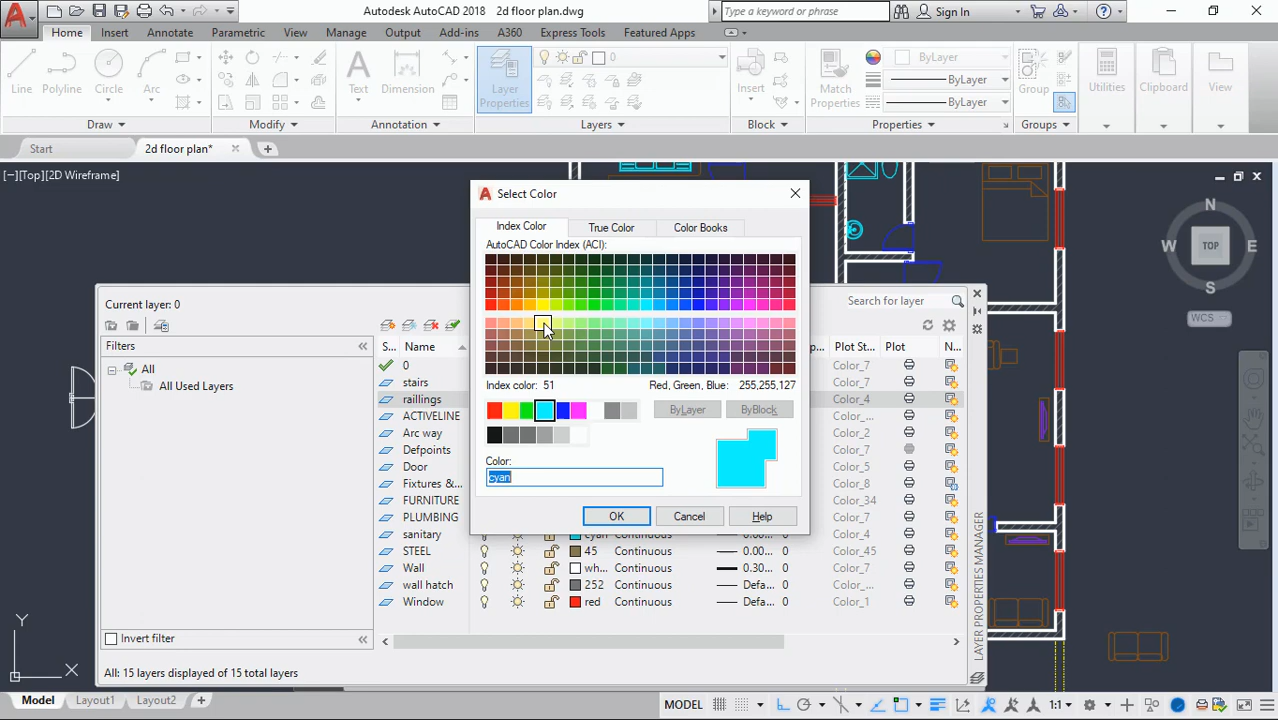 Autodesk AutoCAD 2018 2d floor plan.dwg
Type a keyword or phrase
Sign In
Home Insert Annotate Parametric View Manage Output Add-ins A360 Express Tools Featured Apps
Line Polyline Circle Arc
Text Dimension
Layer Properties
0
Insert
Match Properties
ByLayer
ByLayer
ByLayer
Group
Utilities
Clipboard
View
Draw Modify Annotation Layers Block Properties Groups
Start 2d floor plan*
[−][Top][2D Wireframe]
N
W TOP E
S
WCS
Select Color
Index Color True Color Color Books
AutoCAD Color Index (ACI):
Index color: 51 Red, Green, Blue: 255,255,127
ByLayer ByBlock
Color:
cyan
OK Cancel Help
Current layer: 0
Search for layer
Filters
All
All Used Layers
Invert filter
S... Name Plot St... Plot N...
0 Color_7
stairs Color_7
raillings Color_4
ACTIVELINE Color_...
Arc way Color_2
Defpoints Color_7
Door Color_5
Fixtures &... Color_8
FURNITURE Color_34
PLUMBING Color_7
sanitary cyan Continuous 0.00... 0 Color_4
STEEL 45 Continuous 0.00... 0 Color_45
Wall wh... Continuous 0.30... 0 Color_7
wall hatch 252 Continuous Defa... 0 Color_...
Window red Continuous Defa... 0 Color_1
All: 15 layers displayed of 15 total layers
LAYER PROPERTIES MANAGER
Y
X
Model Layout1 Layout2
MODEL
1:1